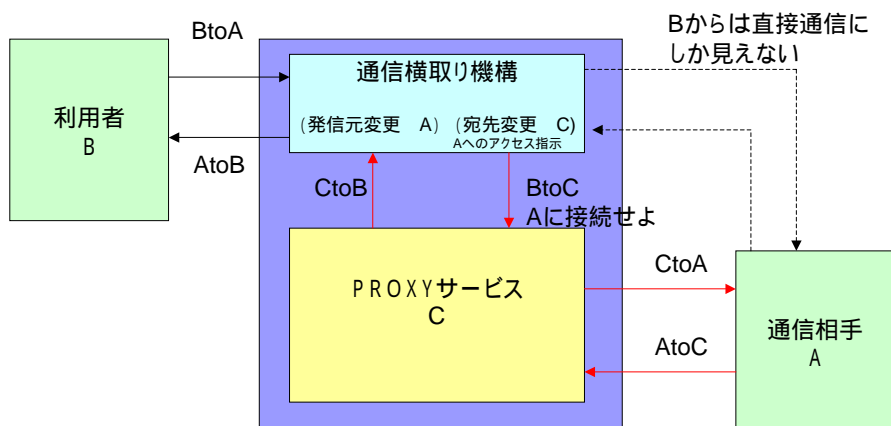 BtoA
利用者
B
AtoB
通信横取り機構
(発信元変更 A) (宛先変更 C)
Aへのアクセス指示
Bからは直接通信に
しか見えない
CtoB
BtoC
Aに接続せよ
PROXYサービス
C
CtoA
AtoC
通信相手
A